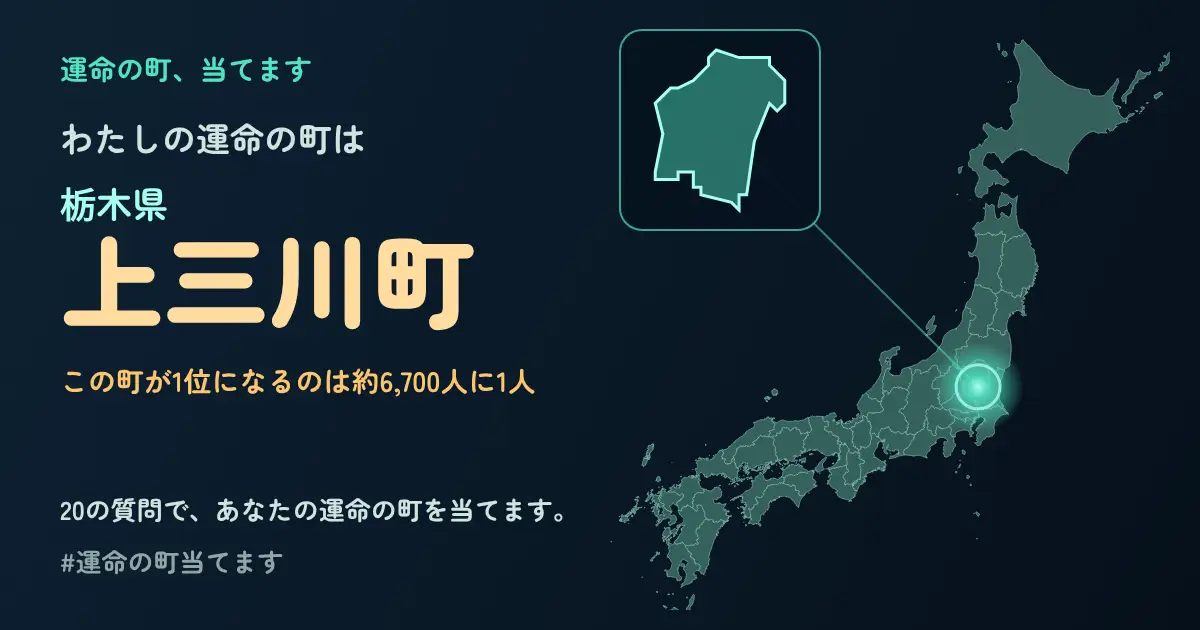 運命の町、当てます
わたしの運命の町は
栃木県
上三川町
この町が1位になるのは約6,700人に1人
20の質問で、あなたの運命の町を当てます。
#運命の町当てます